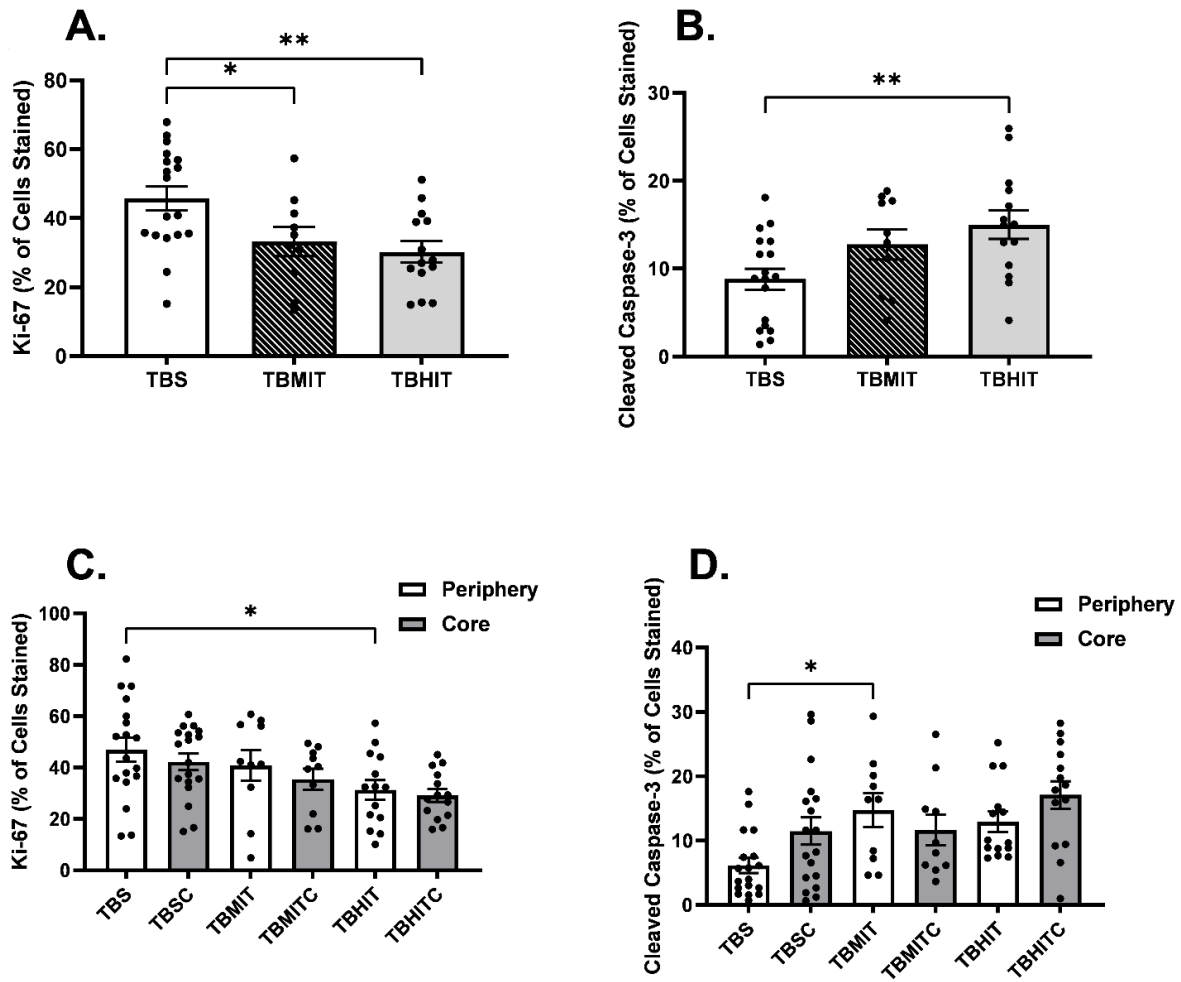 A.
**
*
Ki-67 (% of Cells Stained)
80
60
40
20
0
TBS TBMIT TBHIT
B.
**
Cleaved Caspase-3 (% of Cells Stained)
30
20
10
0
TBS TBMIT TBHIT
C.
Periphery
Core
*
Ki-67 (% of Cells Stained)
100
80
60
40
20
0
TBS TBSC TBMIT TBMITC TBHIT TBHITC
D.
Periphery
Core
*
Cleaved Caspase-3 (% of Cells Stained)
40
30
20
10
0
TBS TBSC TBMIT TBMITC TBHIT TBHITC